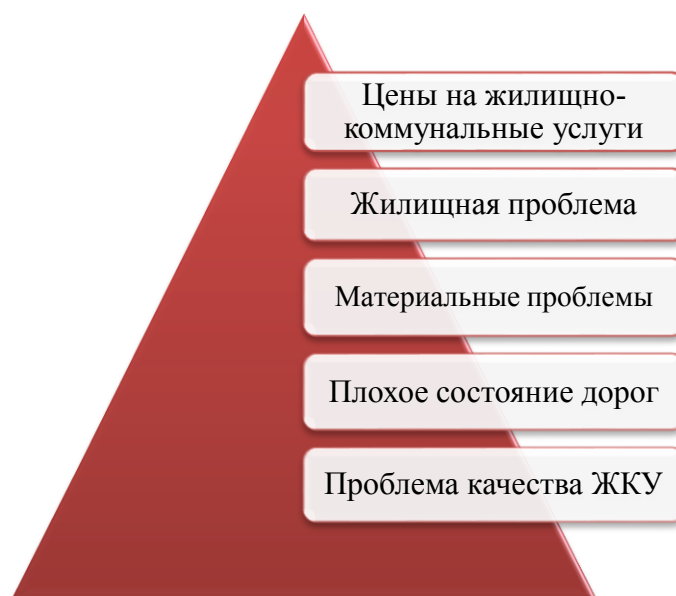 Цены на жилищно-
коммунальные услуги
Жилищная проблема
Материальные проблемы
Плохое состояние дорог
Проблема качества ЖКУ